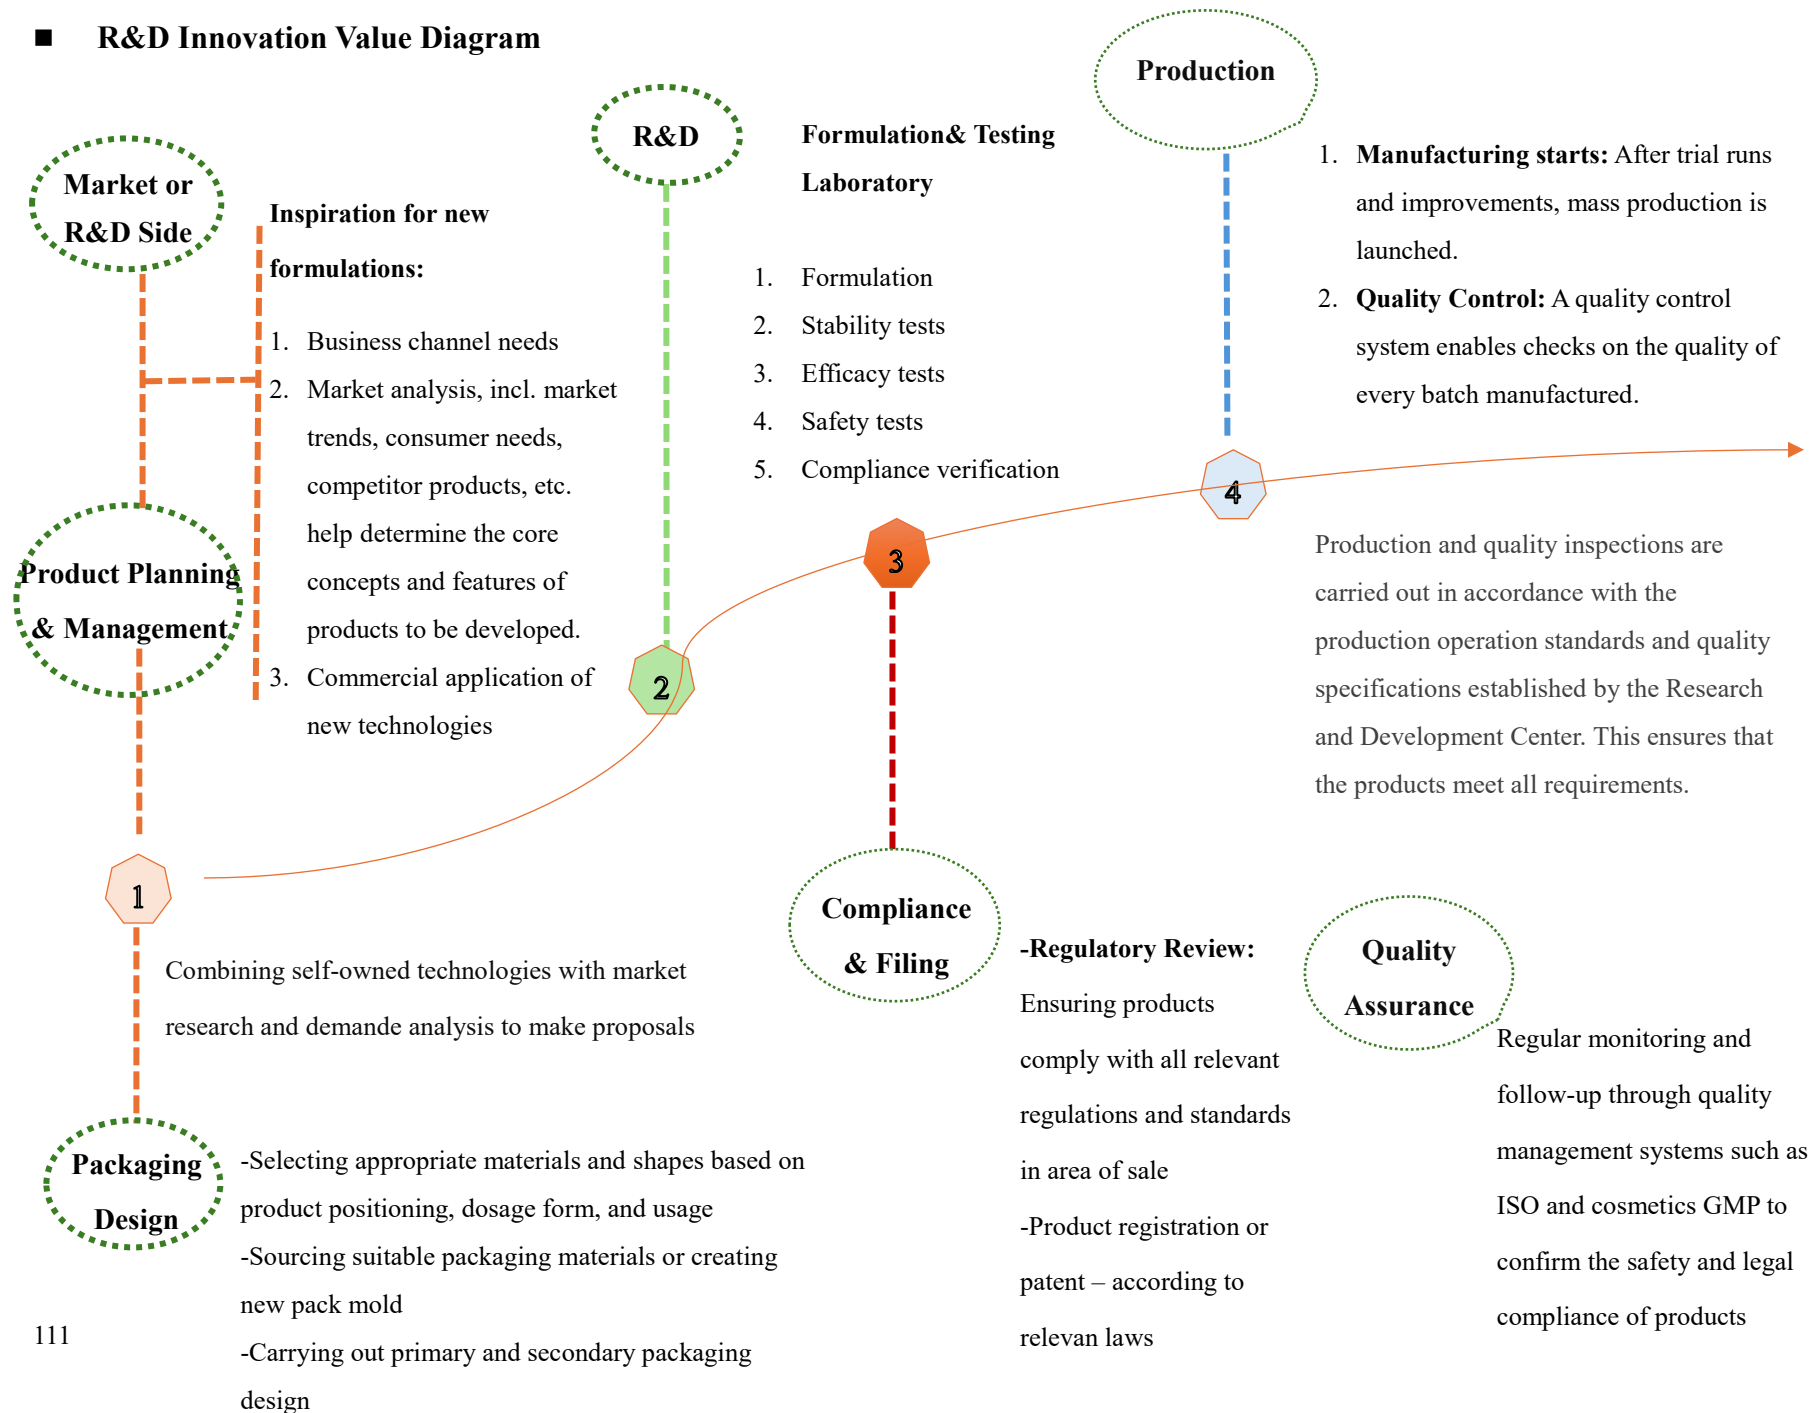 ■ R&D Innovation Value Diagram
Market or
R&D Side
Product Planning
& Management
Inspiration for new
formulations:
1. Business channel needs
2. Market analysis, incl. market
trends, consumer needs,
competitor products, etc.
help determine the core
concepts and features of
products to be developed.
3. Commercial application of
new technologies
1
Combining self-owned technologies with market
research and demande analysis to make proposals
Packaging
Design
-Selecting appropriate materials and shapes based on
product positioning, dosage form, and usage
-Sourcing suitable packaging materials or creating
new pack mold
-Carrying out primary and secondary packaging
design
R&D
Formulation& Testing
Laboratory
1. Formulation
2. Stability tests
3. Efficacy tests
4. Safety tests
5. Compliance verification
2
3
Compliance
& Filing
-Regulatory Review:
Ensuring products
comply with all relevant
regulations and standards
in area of sale
-Product registration or
patent – according to
relevan laws
Production
1. Manufacturing starts: After trial runs
and improvements, mass production is
launched.
2. Quality Control: A quality control
system enables checks on the quality of
every batch manufactured.
4
Production and quality inspections are
carried out in accordance with the
production operation standards and quality
specifications established by the Research
and Development Center. This ensures that
the products meet all requirements.
Quality
Assurance
Regular monitoring and
follow-up through quality
management systems such as
ISO and cosmetics GMP to
confirm the safety and legal
compliance of products
111